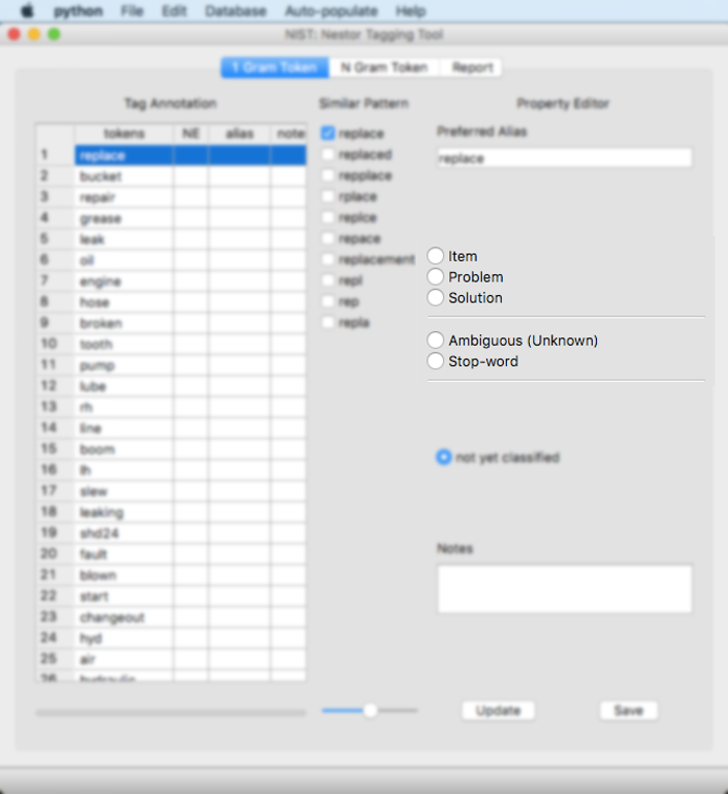 python File Edit Database Auto-populate Help
NIST: Nestor Tagging Tool
1 Gram Token N Gram Token Report
Tag Annotation Similar Pattern Property Editor
tokens NE alias note
1 replace
2 bucket
3 repair
4 grease
5 leak
6 oil
7 engine
8 hose
9 broken
10 tooth
11 pump
12 lube
13 rh
14 line
15 boom
16 lh
17 slew
18 leaking
19 shd24
20 fault
21 blown
22 start
23 changeout
24 hyd
25 air
26 hydraulic
replace
replaced
repplace
rplace
replce
repace
replacement
repl
rep
repla
Preferred Alias
replace
Item
Problem
Solution
Ambiguous (Unknown)
Stop-word
not yet classified
Notes
Update Save